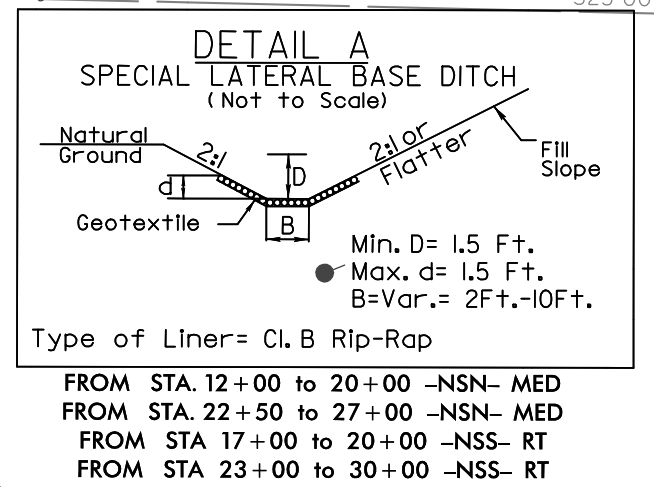 DETAIL A
SPECIAL LATERAL BASE DITCH
(Not to Scale)
Natural
Ground
2:1
D
2:1 or
Flatter
Fill
Slope
d
Geotextile
B
Min. D= 1.5 Ft.
Max. d= 1.5 Ft.
B=Var.= 2Ft.-10Ft.
Type of Liner= Cl. B Rip-Rap
FROM STA. 12+00 to 20+00 -NSN- MED
FROM STA. 22+50 to 27+00 -NSN- MED
FROM STA 17+00 to 20+00 -NSS- RT
FROM STA 23+00 to 30+00 -NSS- RT